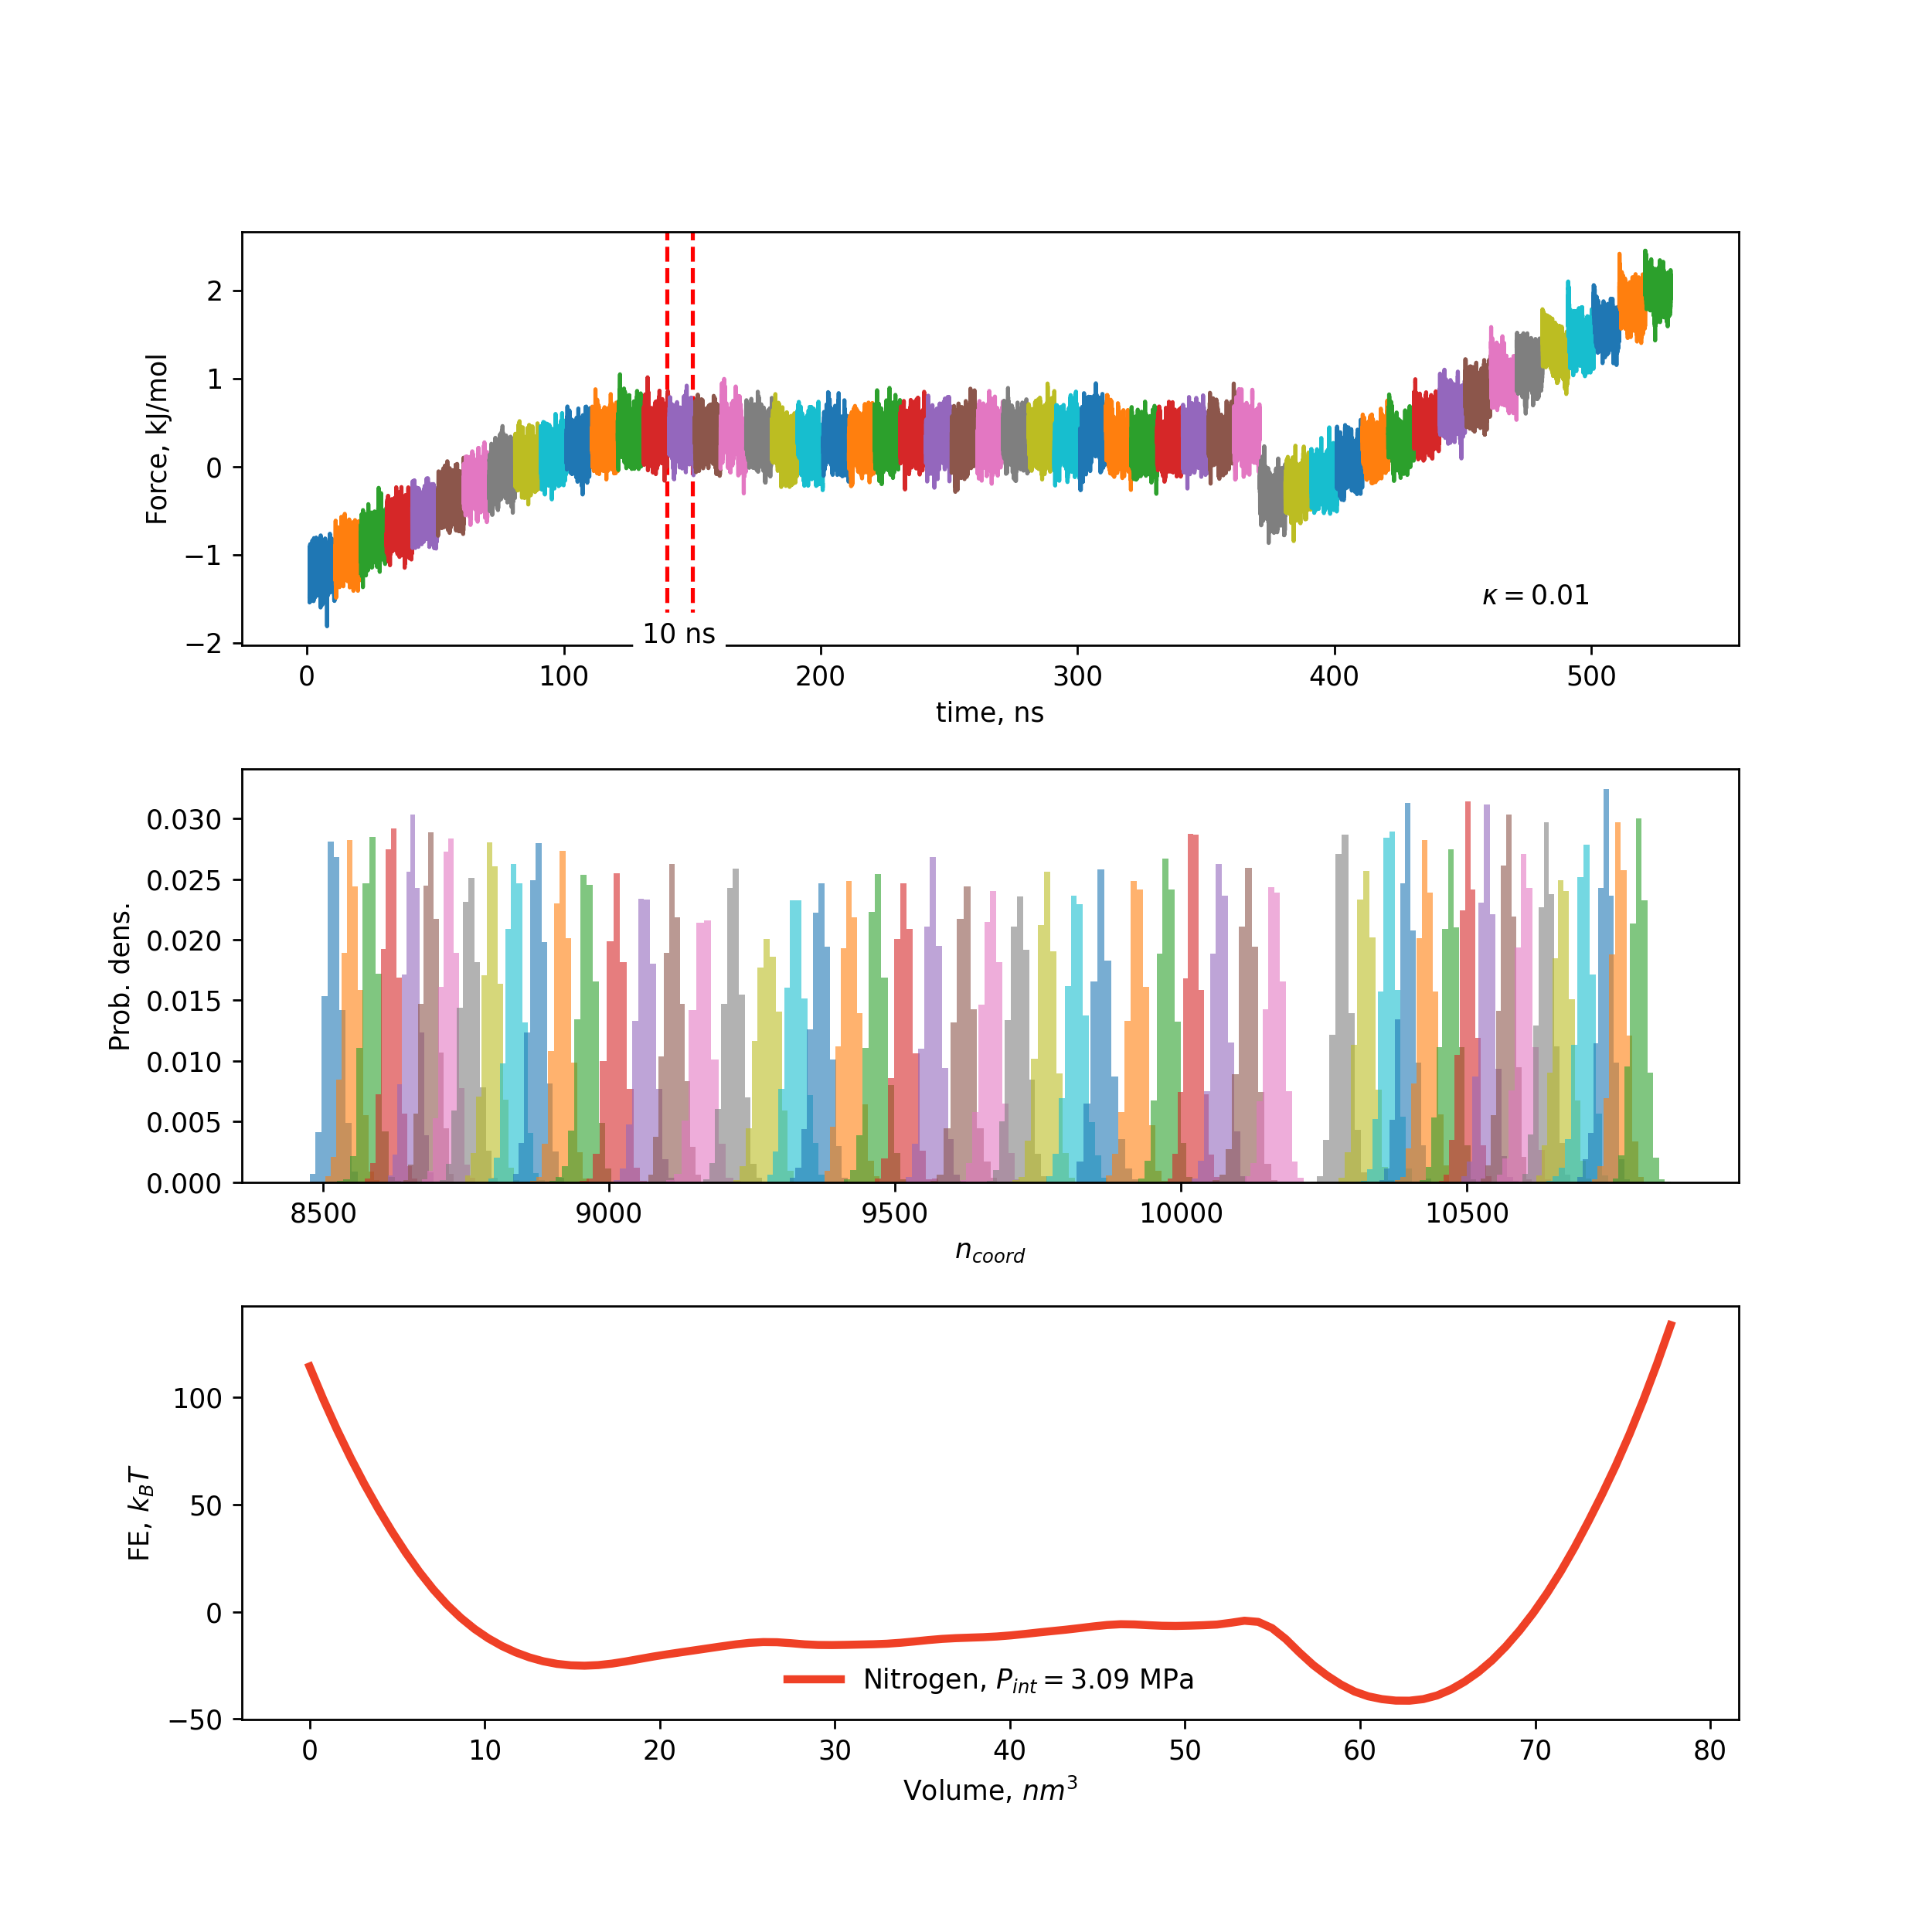 2
1
0
−1
−2
Force, kJ/mol
κ = 0.01
10 ns
0 100 200 300 400 500
time, ns
0.030
0.025
0.020
0.015
0.010
0.005
0.000
Prob. dens.
8500 9000 9500 10000 10500
n_coord
100
50
0
−50
FE, k_BT
Nitrogen, P_int = 3.09 MPa
0 10 20 30 40 50 60 70 80
Volume, nm³